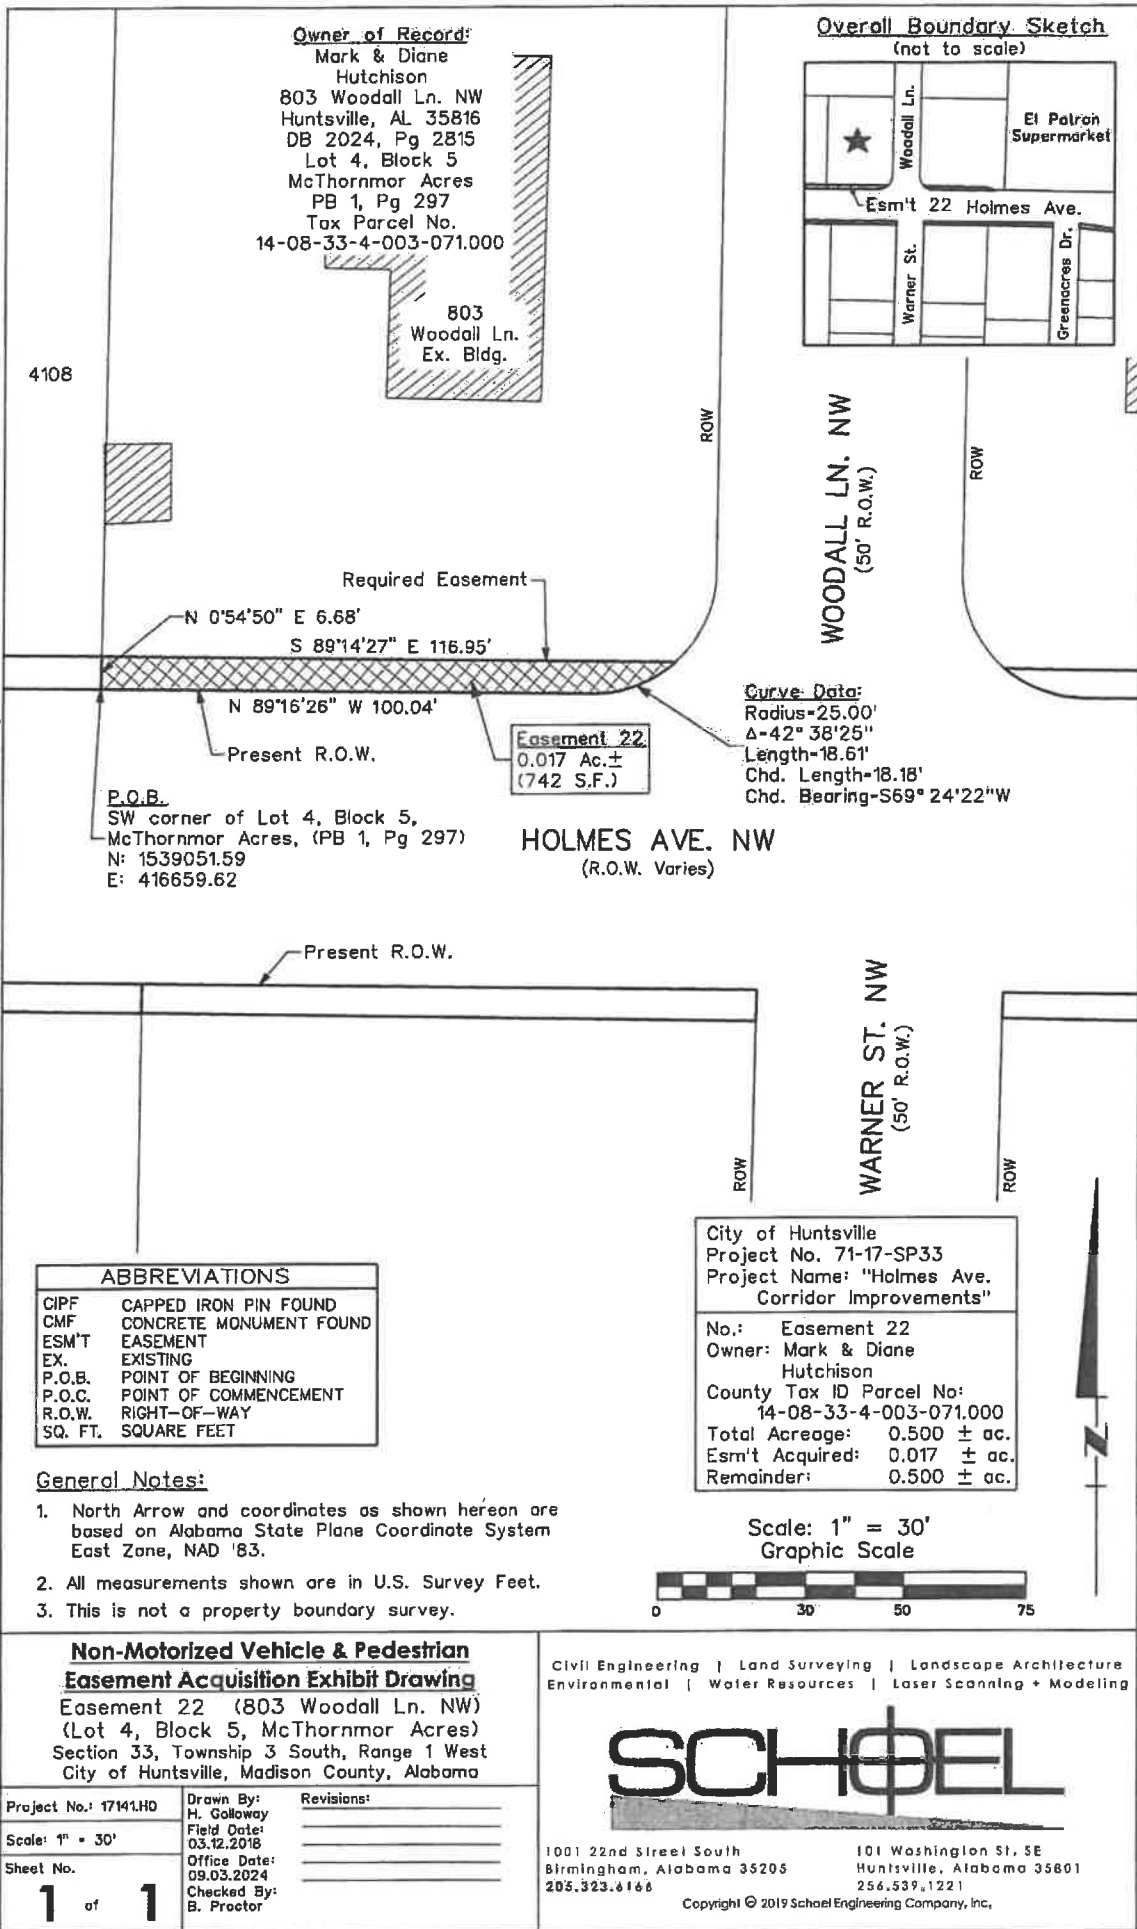 Owner of Record:
Mark & Diane
Hutchison
803 Woodall Ln. NW
Huntsville, AL 35816
DB 2024, Pg 2815
Lot 4, Block 5
McThornmor Acres
PB 1, Pg 297
Tax Parcel No.
14-08-33-4-003-071.000
803
Woodall Ln.
Ex. Bldg.
Overall Boundary Sketch
(not to scale)
Woodall Ln.
El Patron
Supermarket
Esm't 22 Holmes Ave.
Warner St.
Greenacres Dr.
4108
ROW
WOODALL LN. NW
(50' R.O.W.)
ROW
Required Easement
N 0°54'50" E 6.68'
S 89°14'27" E 116.95'
N 89°16'26" W 100.04'
Present R.O.W.
Easement 22
0.017 Ac.±
(742 S.F.)
Curve Data:
Radius=25.00'
Δ=42° 38'25"
Length=18.61'
Chd. Length=18.18'
Chd. Bearing=S69° 24'22"W
P.O.B.
SW corner of Lot 4, Block 5,
McThornmor Acres, (PB 1, Pg 297)
N: 1539051.59
E: 416659.62
HOLMES AVE. NW
(R.O.W. Varies)
Present R.O.W.
WARNER ST. NW
(50' R.O.W.)
ROW
ROW
ABBREVIATIONS
CIPF CAPPED IRON PIN FOUND
CMF CONCRETE MONUMENT FOUND
ESM'T EASEMENT
EX. EXISTING
P.O.B. POINT OF BEGINNING
P.O.C. POINT OF COMMENCEMENT
R.O.W. RIGHT-OF-WAY
SQ. FT. SQUARE FEET
City of Huntsville
Project No. 71-17-SP33
Project Name: "Holmes Ave.
Corridor Improvements"
No.: Easement 22
Owner: Mark & Diane
Hutchison
County Tax ID Parcel No:
14-08-33-4-003-071.000
Total Acreage: 0.500 ± ac.
Esm't Acquired: 0.017 ± ac.
Remainder: 0.500 ± ac.
N
General Notes:
1. North Arrow and coordinates as shown hereon are
based on Alabama State Plane Coordinate System
East Zone, NAD '83.
2. All measurements shown are in U.S. Survey Feet.
3. This is not a property boundary survey.
Scale: 1" = 30'
Graphic Scale
0 30 50 75
Non-Motorized Vehicle & Pedestrian
Easement Acquisition Exhibit Drawing
Easement 22 (803 Woodall Ln. NW)
(Lot 4, Block 5, McThornmor Acres)
Section 33, Township 3 South, Range 1 West
City of Huntsville, Madison County, Alabama
Project No.: 17141.H0
Scale: 1" = 30'
Sheet No.
1 of 1
Drawn By:
H. Galloway
Field Date:
03.12.2018
Office Date:
09.03.2024
Checked By:
B. Proctor
Revisions:
Civil Engineering | Land Surveying | Landscape Architecture
Environmental | Water Resources | Laser Scanning + Modeling
SCHOEL
1001 22nd Street South
Birmingham, Alabama 35205
205.323.6166
101 Washington St. SE
Huntsville, Alabama 35801
256.539.1221
Copyright © 2019 Schoel Engineering Company, Inc.